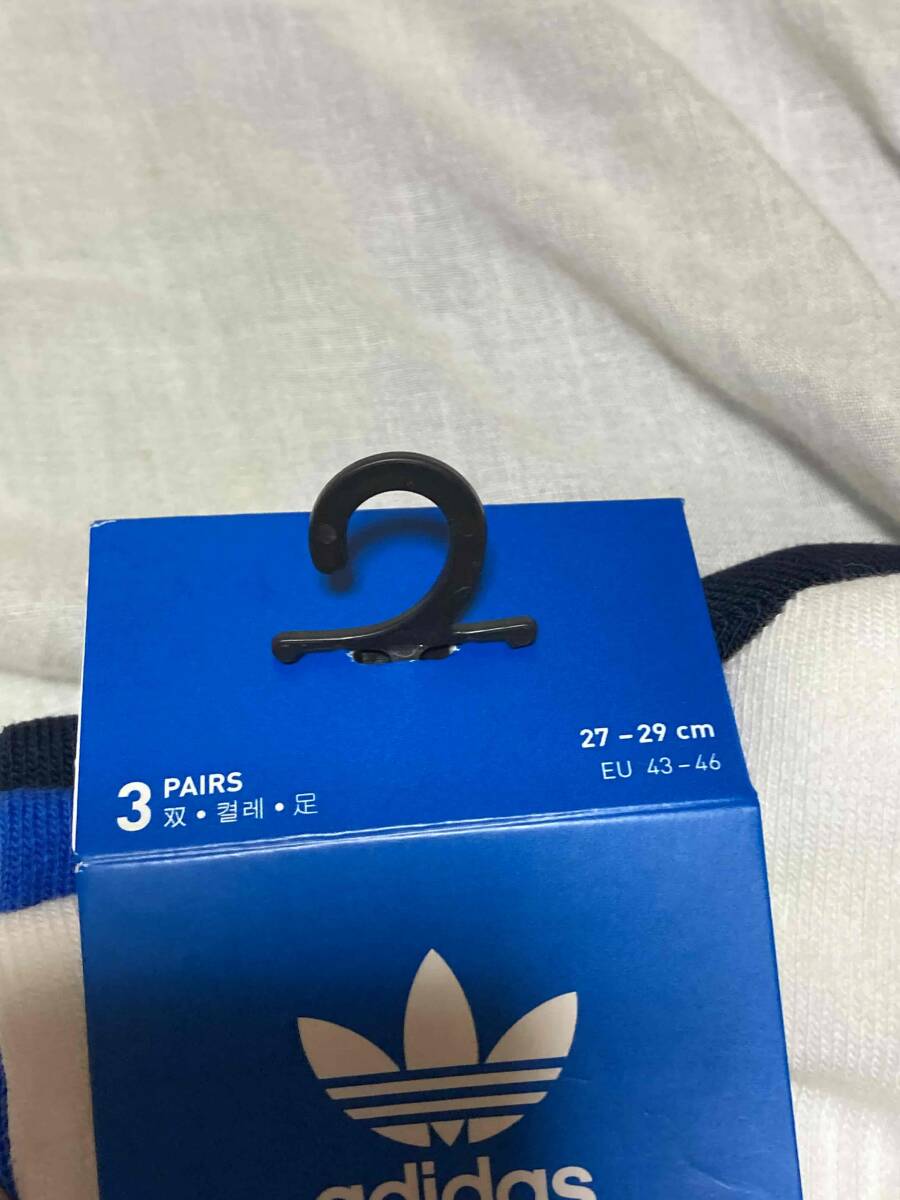 27 – 29 cm
EU 43 – 46
3 PAIRS
双 • 켤레 • 足
adidas